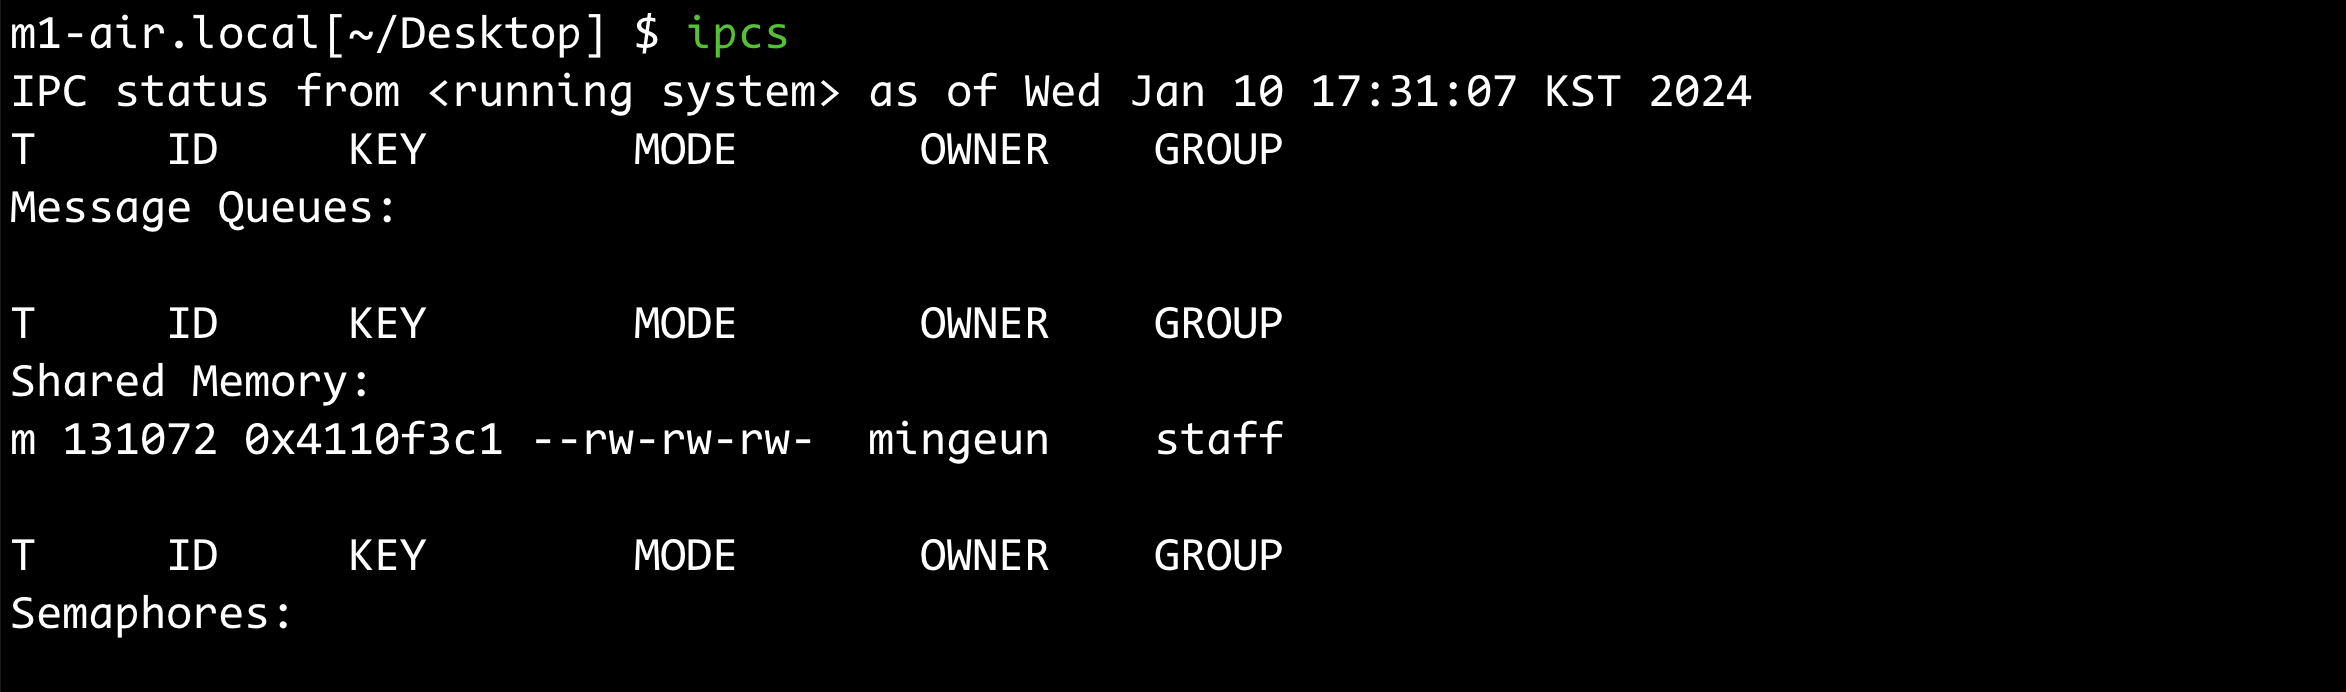 m1-air.local[~/Desktop] $ ipcs
IPC status from <running system> as of Wed Jan 10 17:31:07 KST 2024
T     ID     KEY        MODE       OWNER    GROUP
Message Queues:

T     ID     KEY        MODE       OWNER    GROUP
Shared Memory:
m 131072 0x4110f3c1 --rw-rw-rw-  mingeun    staff

T     ID     KEY        MODE       OWNER    GROUP
Semaphores: